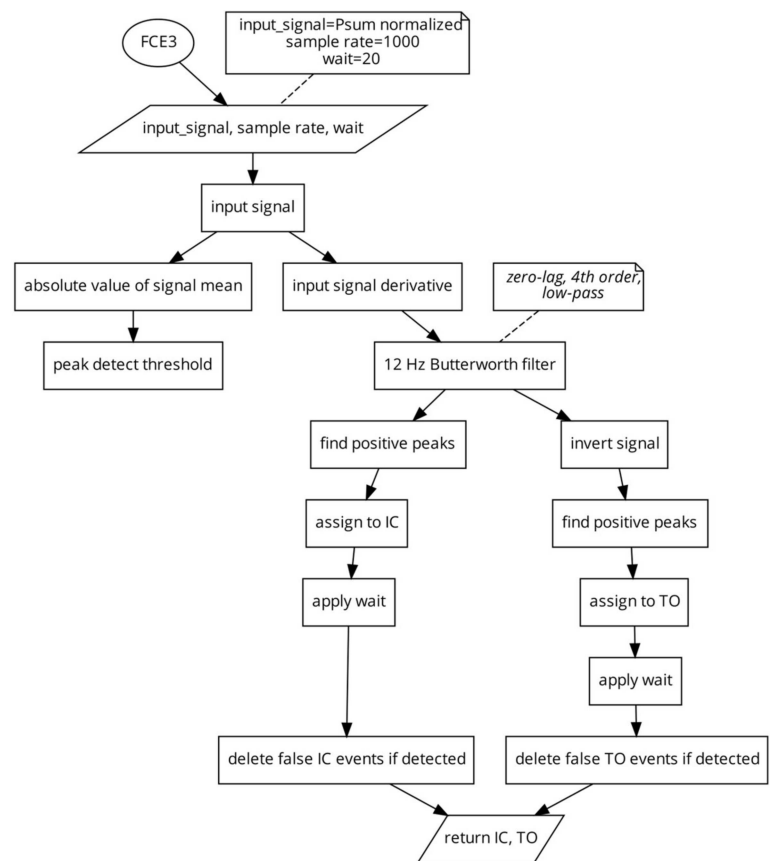 FCE3
input_signal=Psum normalized
sample rate=1000
wait=20
input_signal, sample rate, wait
input signal
absolute value of signal mean
input signal derivative
zero-lag, 4th order,
low-pass
peak detect threshold
12 Hz Butterworth filter
find positive peaks
invert signal
assign to IC
find positive peaks
apply wait
assign to TO
apply wait
delete false IC events if detected
delete false TO events if detected
return IC, TO